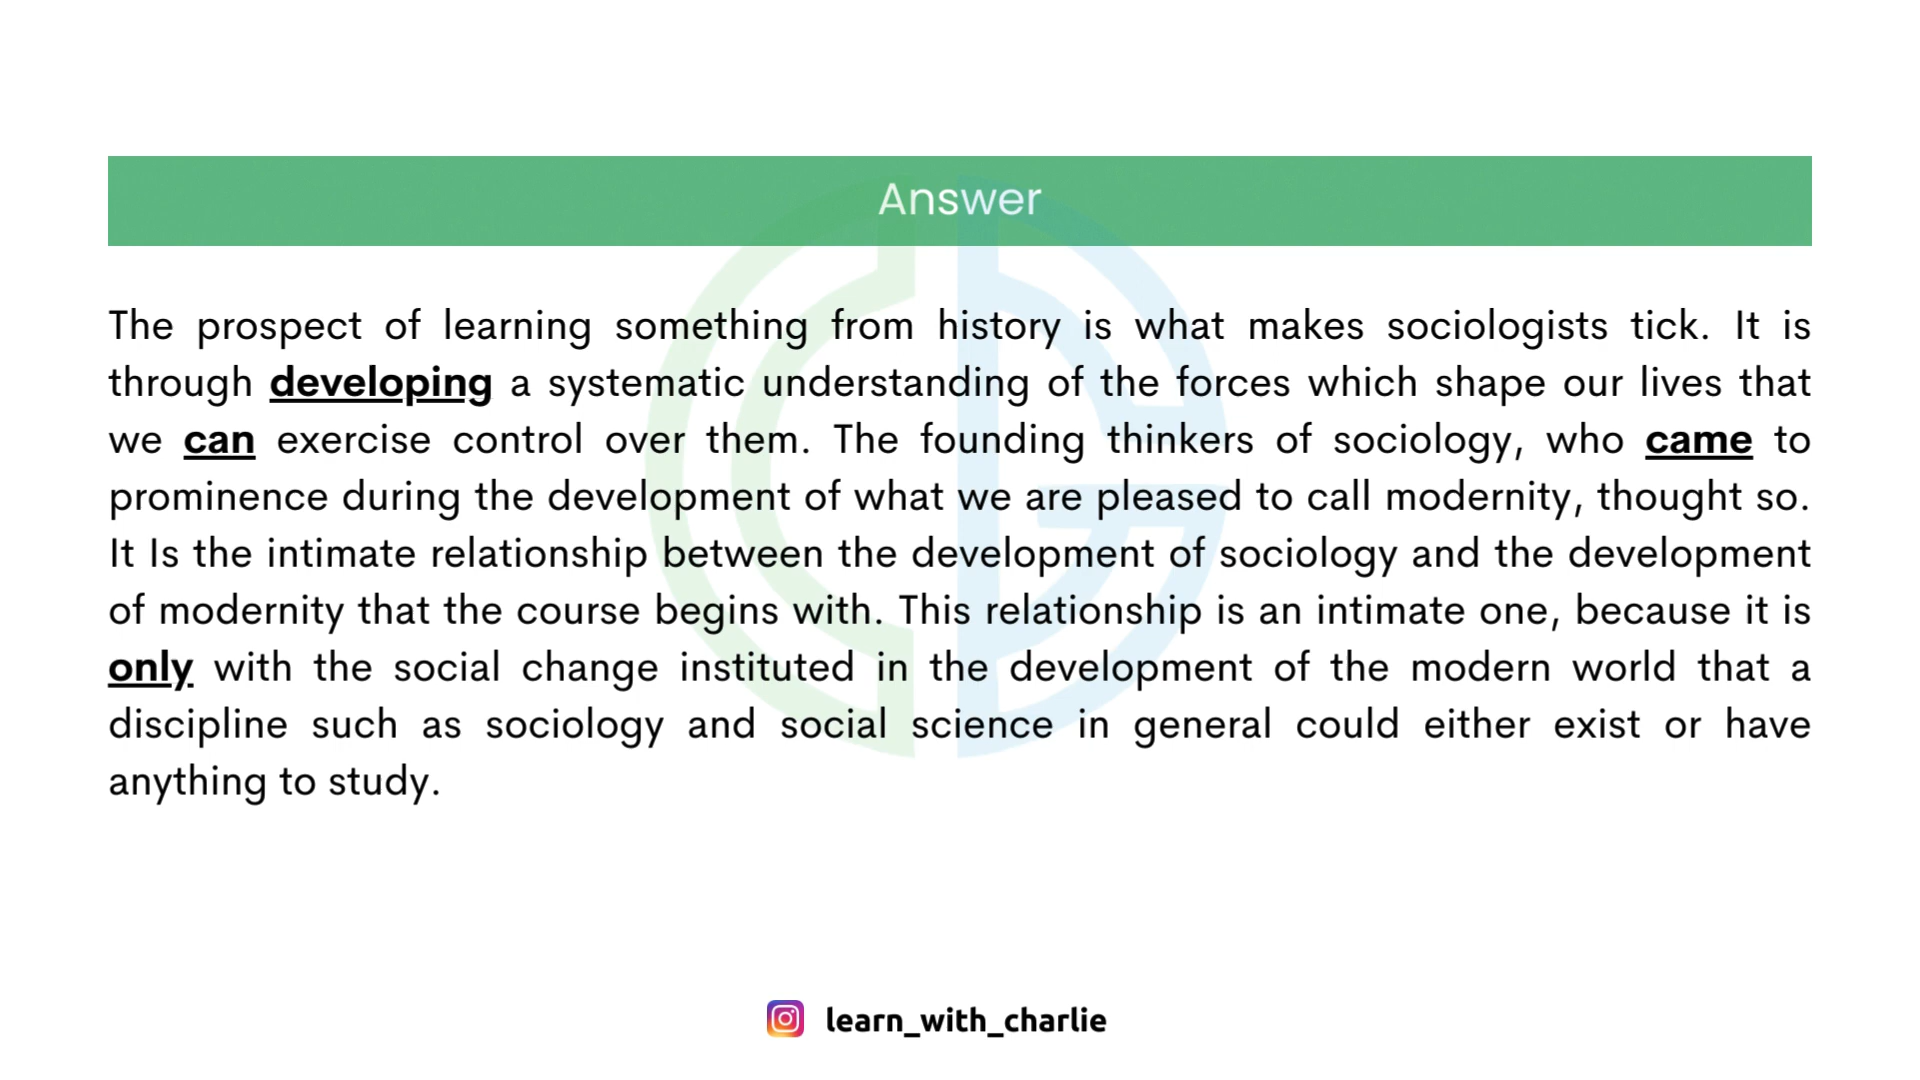 Answer
The prospect of learning something from history is what makes sociologists tick. It is
through developing a systematic understanding of the forces which shape our lives that
we can exercise control over them. The founding thinkers of sociology, who came to
prominence during the development of what we are pleased to call modernity, thought so.
It Is the intimate relationship between the development of sociology and the development
of modernity that the course begins with. This relationship is an intimate one, because it is
only with the social change instituted in the development of the modern world that a
discipline such as sociology and social science in general could either exist or have
anything to study.
learn_with_charlie